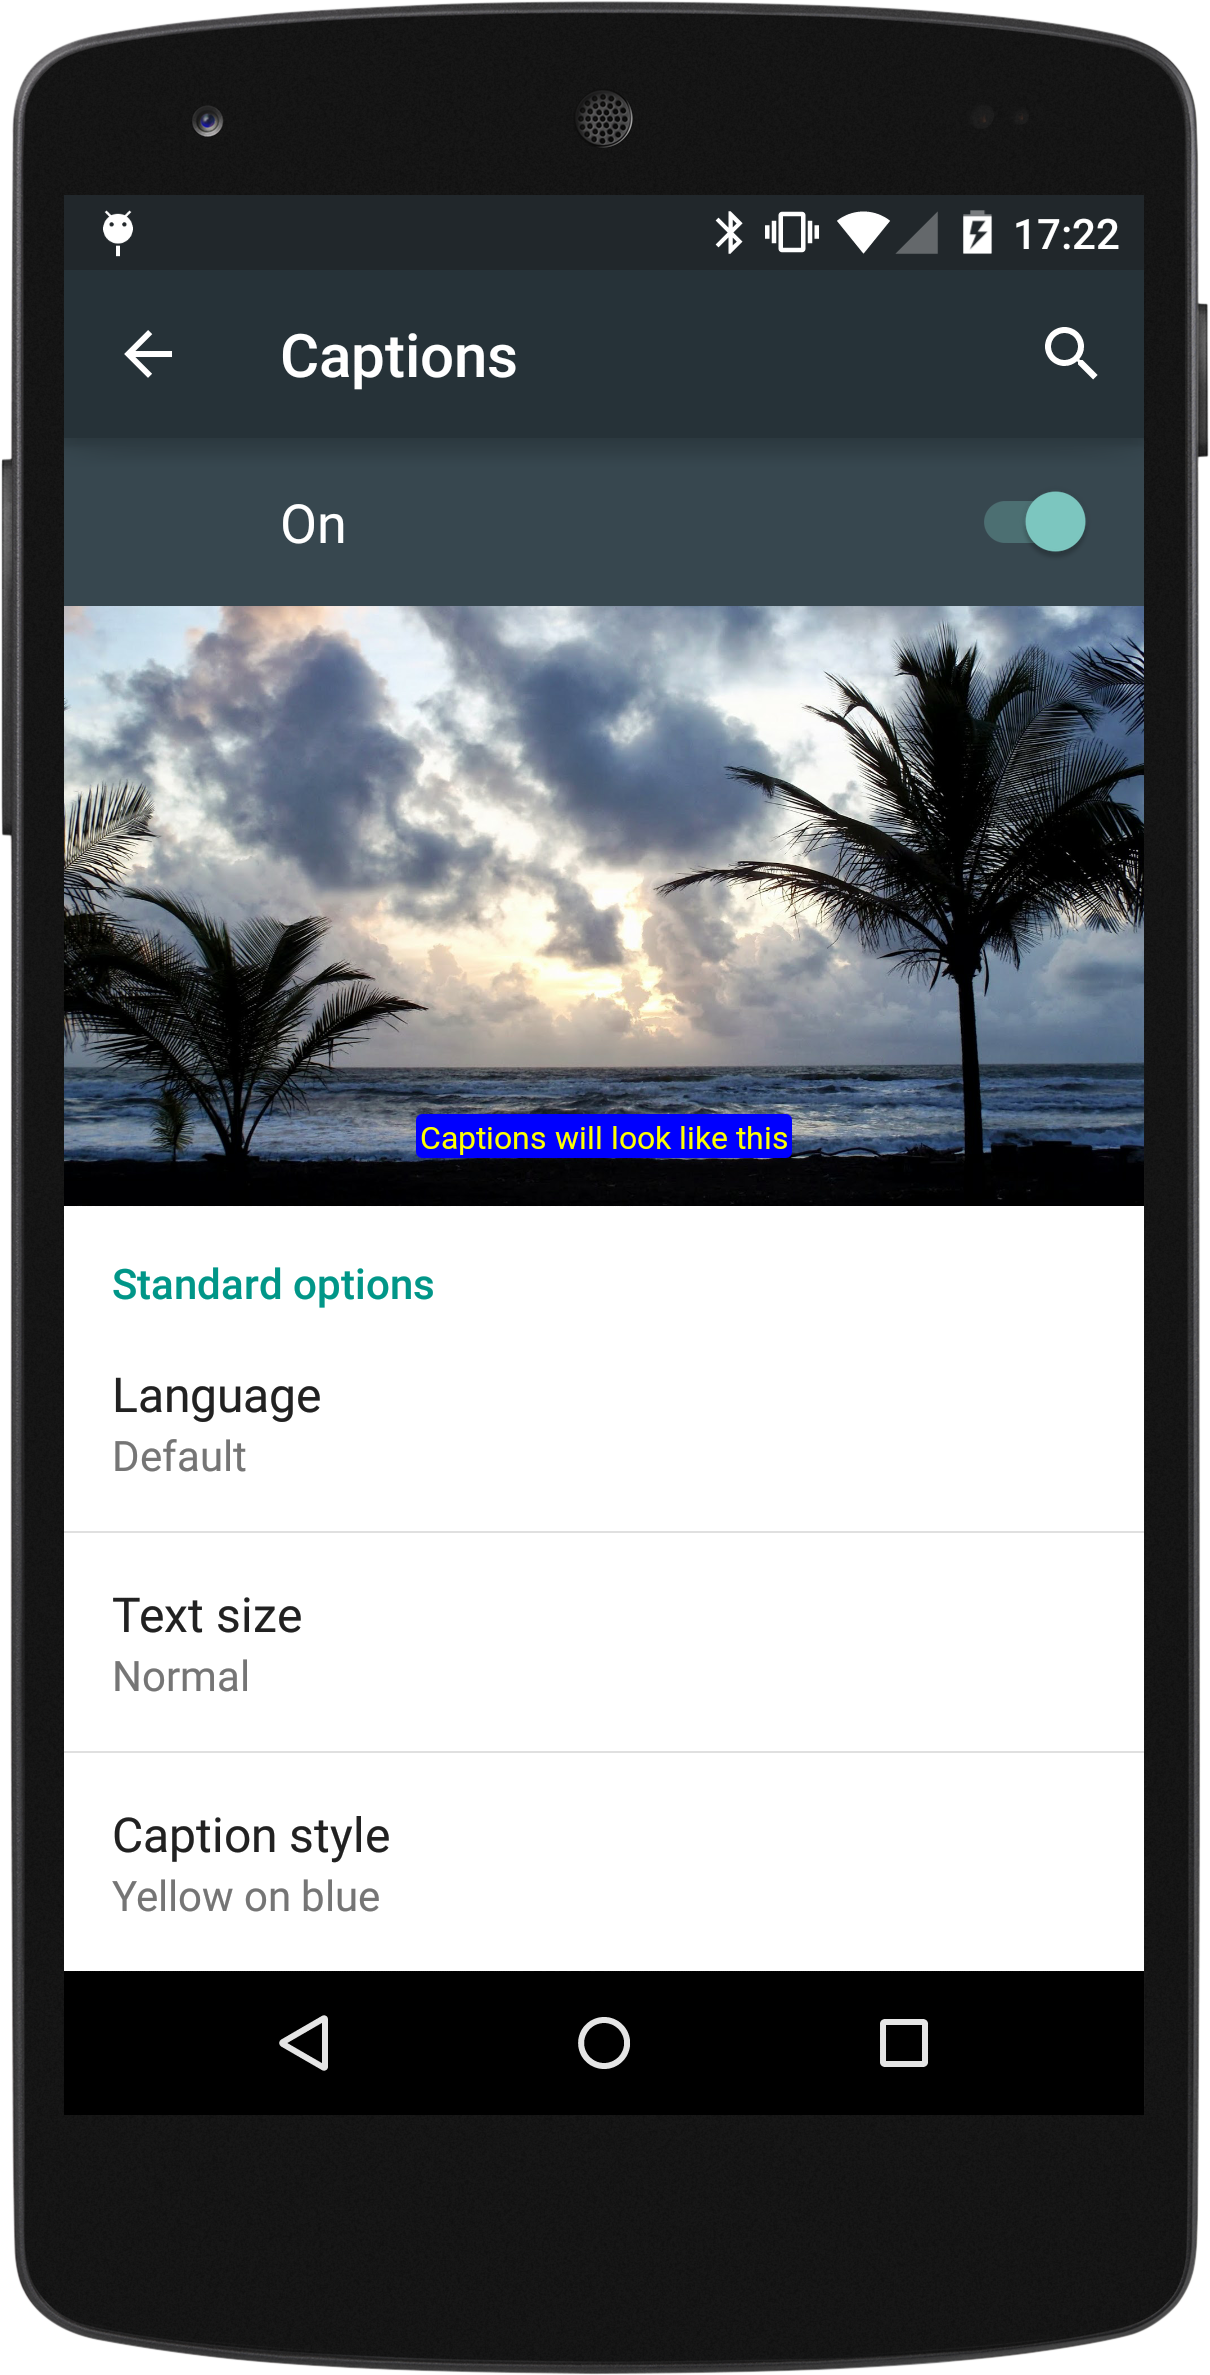 17:22
Captions
On
Captions will look like this
Standard options
Language
Default
Text size
Normal
Caption style
Yellow on blue